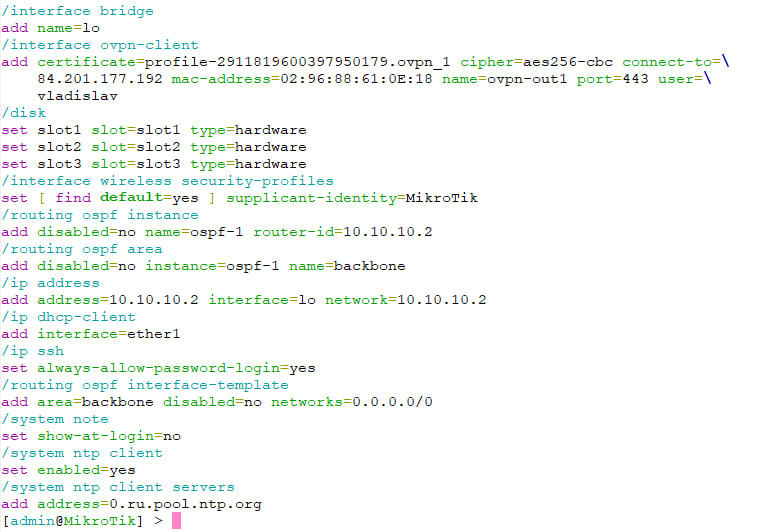 /interface bridge
add name=lo
/interface ovpn-client
add certificate=profile-2911819600397950179.ovpn_1 cipher=aes256-cbc connect-to=\
    84.201.177.192 mac-address=02:96:88:61:0E:18 name=ovpn-out1 port=443 user=\
    vladislav
/disk
set slot1 slot=slot1 type=hardware
set slot2 slot=slot2 type=hardware
set slot3 slot=slot3 type=hardware
/interface wireless security-profiles
set [ find default=yes ] supplicant-identity=MikroTik
/routing ospf instance
add disabled=no name=ospf-1 router-id=10.10.10.2
/routing ospf area
add disabled=no instance=ospf-1 name=backbone
/ip address
add address=10.10.10.2 interface=lo network=10.10.10.2
/ip dhcp-client
add interface=ether1
/ip ssh
set always-allow-password-login=yes
/routing ospf interface-template
add area=backbone disabled=no networks=0.0.0.0/0
/system note
set show-at-login=no
/system ntp client
set enabled=yes
/system ntp client servers
add address=0.ru.pool.ntp.org
[admin@MikroTik] >